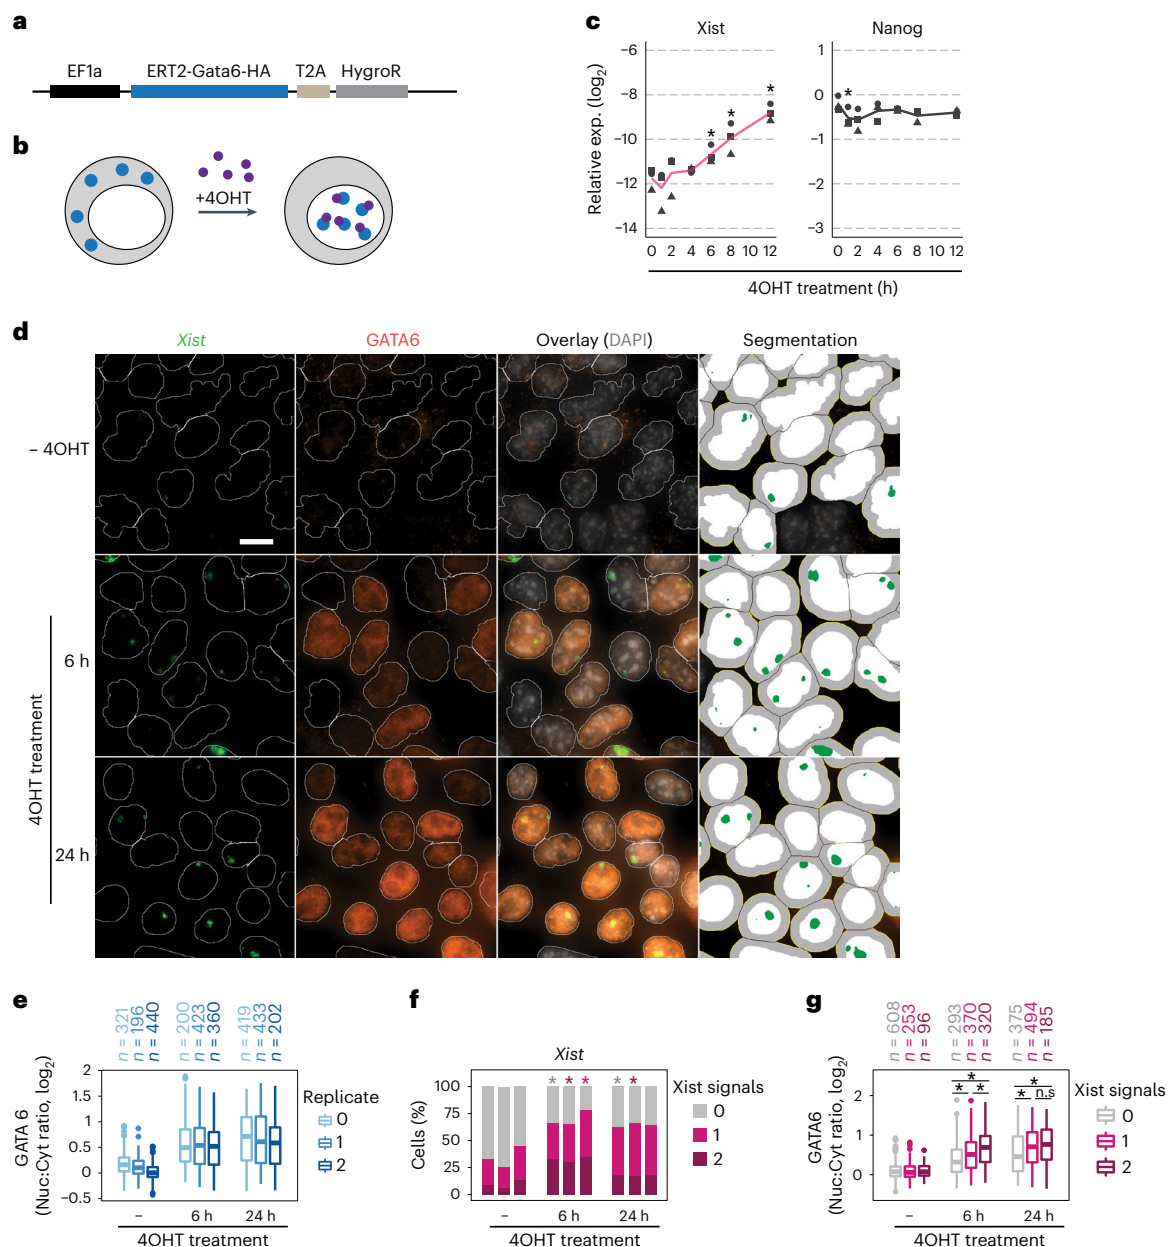 a
EF1a
ERT2-Gata6-HA
T2A
HygroR
b
+4OHT
c
Xist
Nanog
Relative exp. (log2)
−6
−8
−10
−12
−14
1
0
−1
−2
−3
*
*
*
*
0 2 4 6 8 10 12
0 2 4 6 8 10 12
4OHT treatment (h)
d
Xist
GATA6
Overlay (DAPI)
Segmentation
– 4OHT
4OHT treatment
6 h
24 h
e
n = 321
n = 196
n = 440
n = 200
n = 423
n = 360
n = 419
n = 433
n = 202
GATA 6
(Nuc:Cyt ratio, log2)
2
1.5
1
0.5
0
−0.5
– 6 h 24 h
4OHT treatment
Replicate
0
1
2
f
Xist
Cells (%)
100
75
50
25
0
* * * * *
– 6 h 24 h
4OHT treatment
Xist signals
0
1
2
g
n = 608
n = 253
n = 96
n = 293
n = 370
n = 320
n = 375
n = 494
n = 185
GATA6
(Nuc:Cyt ratio, log2)
2
1
0
*
* *
*
* n.s
– 6 h 24 h
4OHT treatment
Xist signals
0
1
2